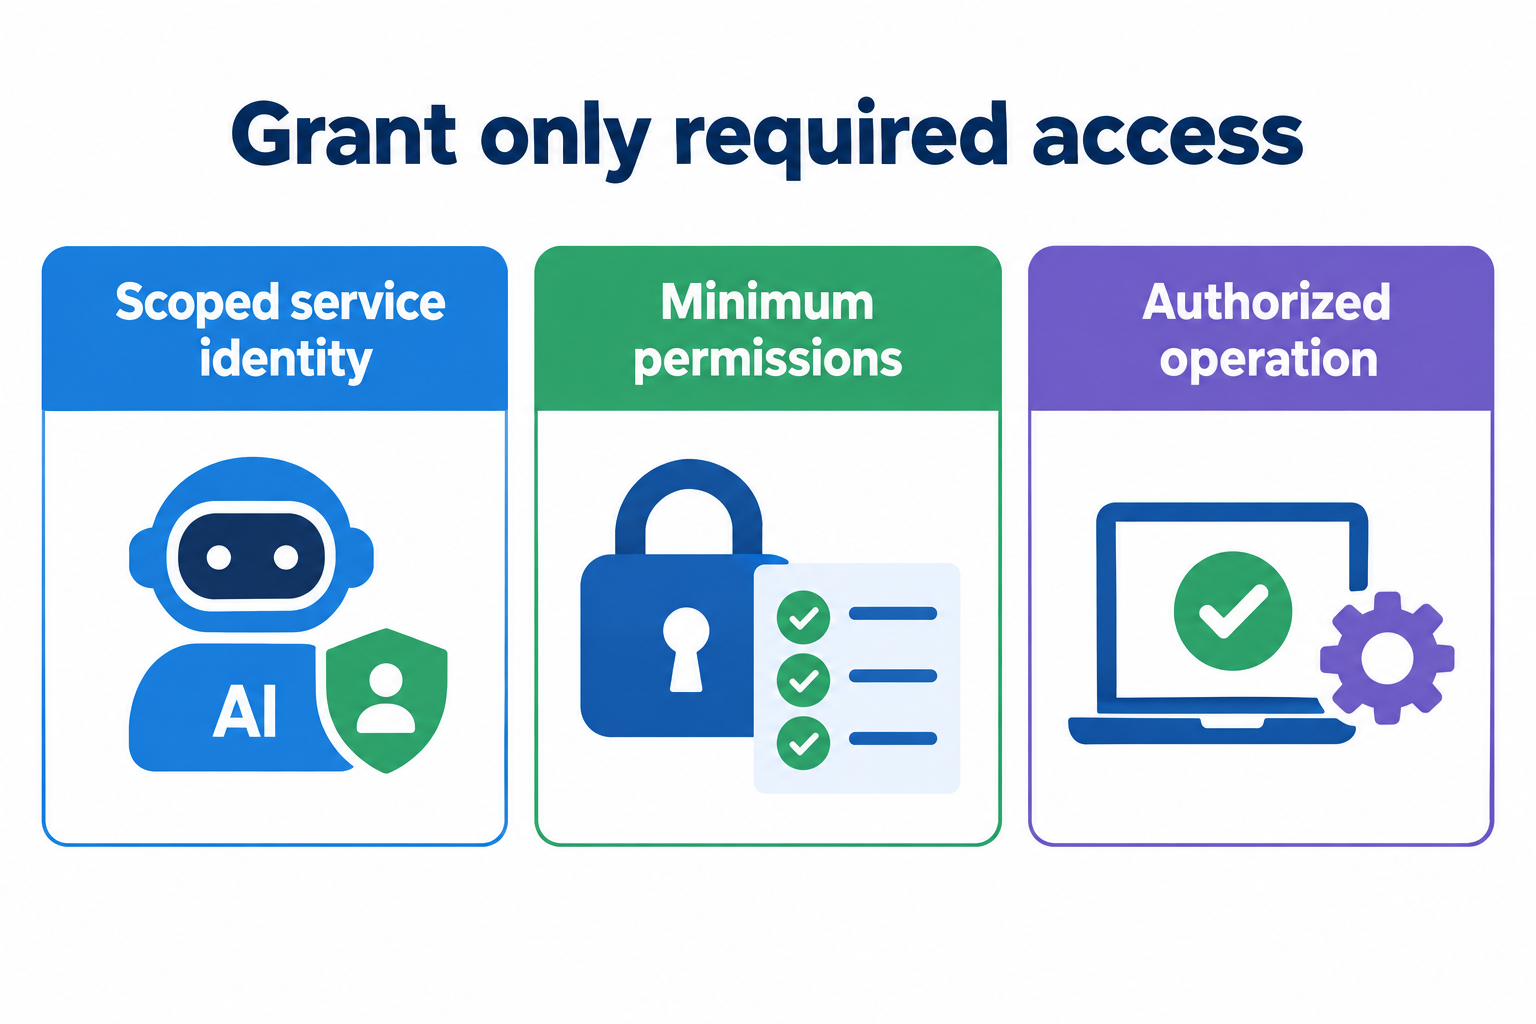 Grant only required access
Scoped service
identity
Minimum
permissions
Authorized
operation
AI